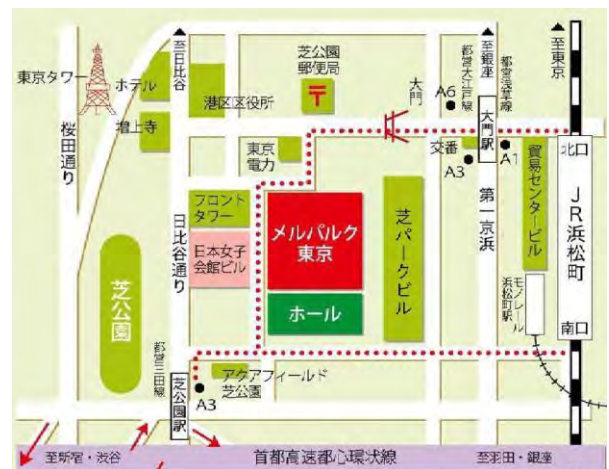 至日比谷
芝公園
郵便局
〒
大門
A6
都営大江戸線
至銀座
都営浅草線
至東京
東京タワー
ホテル
港区区役所
増上寺
桜田通り
東京
電力
交番
A3
大門駅
A1
北口
貿易センタービル
JR浜松町
フロント
タワー
日比谷通り
日本女子
会館ビル
メルパルク
東京
ホール
芝パークビル
第一京浜
モノレール
浜松町駅
南口
芝公園
都営三田線
芝公園駅
A3
アクアフィールド
芝公園
至新宿・渋谷
首都高速都心環状線
至羽田・銀座